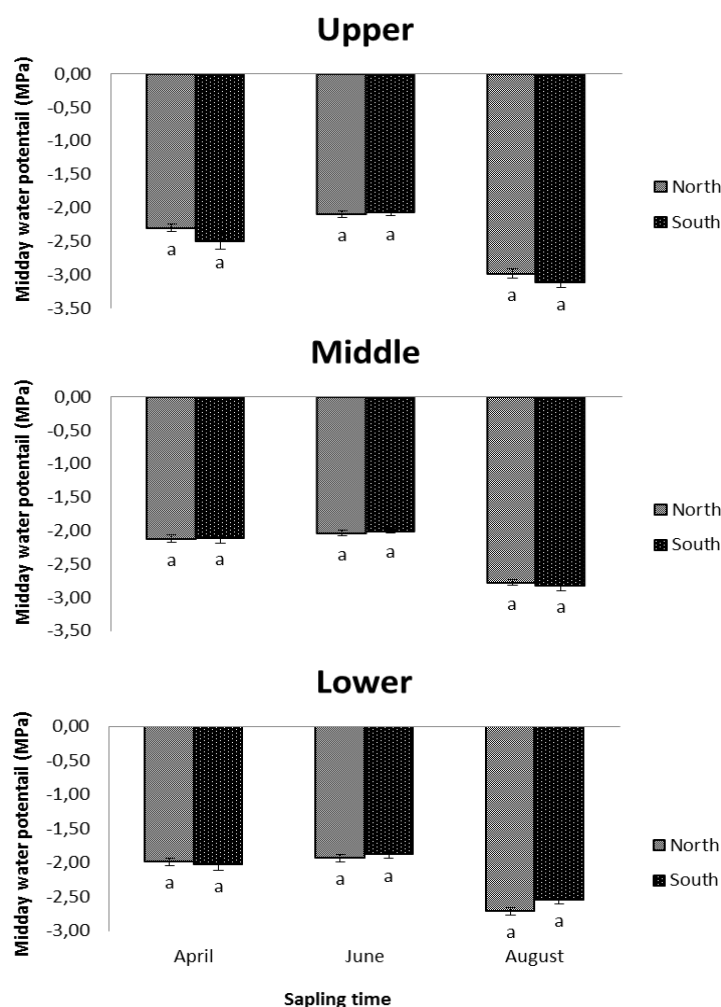 Upper
Midday water potentail (MPa)
0,00
-0,50
-1,00
-1,50
-2,00
-2,50
-3,00
-3,50
a
a
a
a
a
a
North
South
Middle
Midday water potentail (MPa)
0,00
-0,50
-1,00
-1,50
-2,00
-2,50
-3,00
-3,50
a
a
a
a
a
a
North
South
Lower
Midday water potentail (MPa)
0,00
-0,50
-1,00
-1,50
-2,00
-2,50
-3,00
a
a
a
a
a
a
North
South
April
June
August
Sapling time